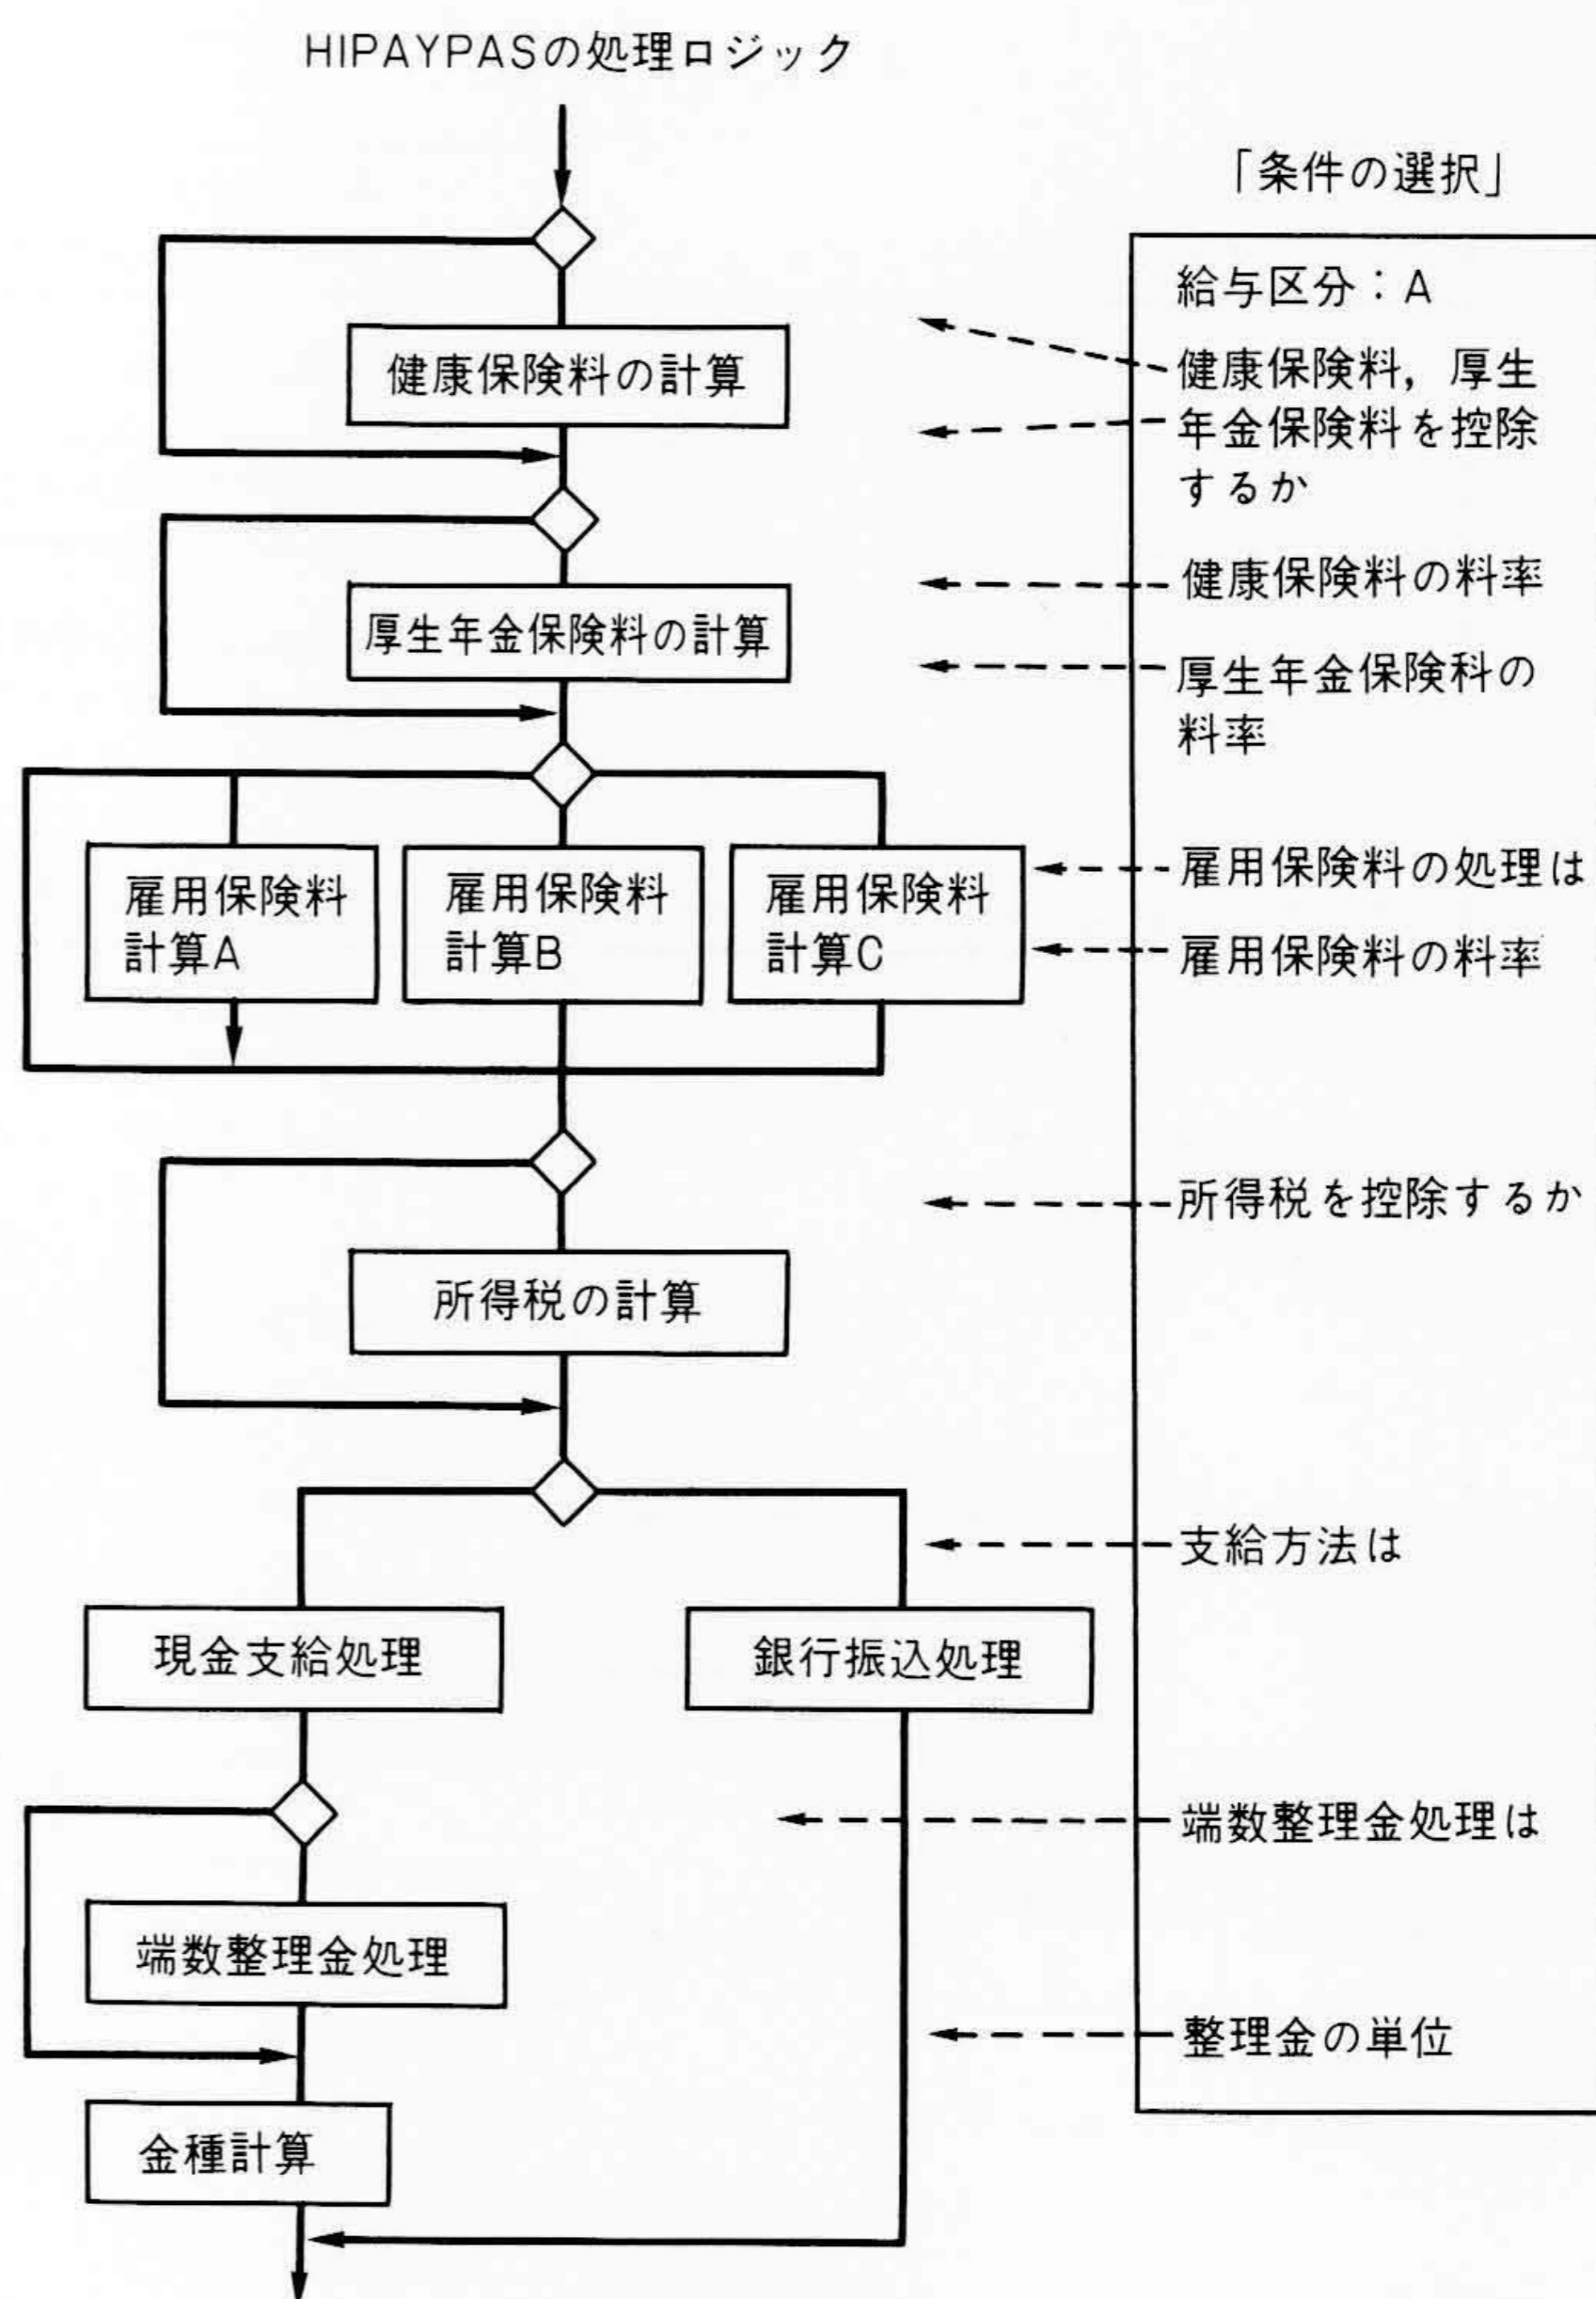 HIPAYPASの処理ロジック
「条件の選択」
給与区分：A
健康保険料，厚生
年金保険料を控除
するか
健康保険料の計算
健康保険料の料率
厚生年金保険料の計算
厚生年金保険科の
料率
雇用保険料
計算A
雇用保険料
計算B
雇用保険料
計算C
雇用保険料の処理は
雇用保険料の料率
所得税を控除するか
所得税の計算
支給方法は
現金支給処理
銀行振込処理
端数整理金処理は
端数整理金処理
整理金の単位
金種計算